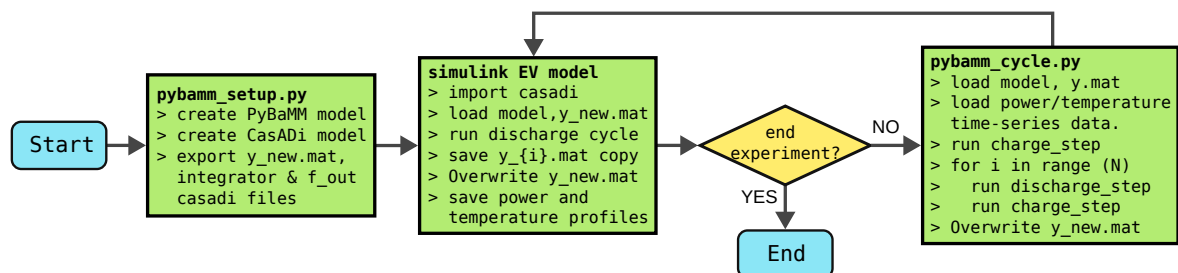 Start
pybamm_setup.py
> create PyBaMM model
> create CasADi model
> export y_new.mat,
integrator & f_out
casadi files
simulink EV model
> import casadi
> load model,y_new.mat
> run discharge cycle
> save y_{i}.mat copy
> Overwrite y_new.mat
> save power and
temperature profiles
end
experiment?
YES
End
NO
pybamm_cycle.py
> load model, y.mat
> load power/temperature
time-series data.
> run charge_step
> for i in range (N)
>   run discharge_step
>   run charge_step
> Overwrite y_new.mat